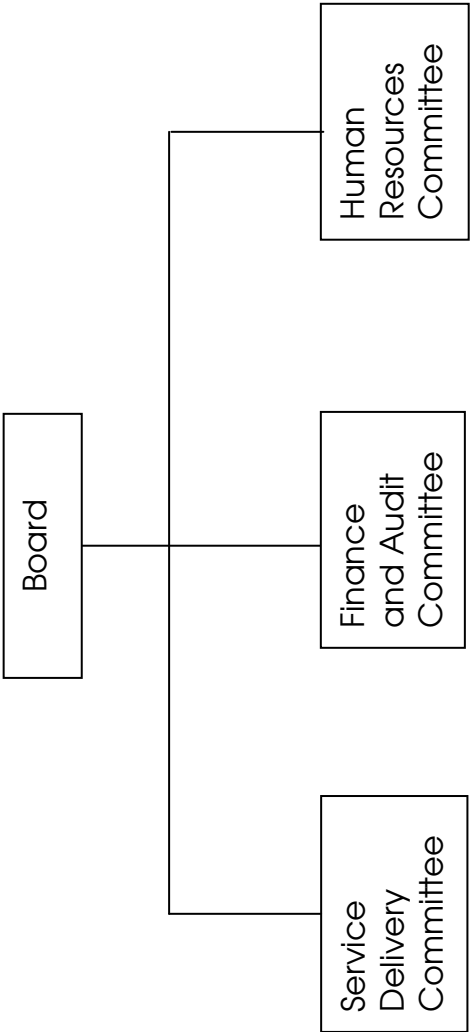 Board
Service
Delivery
Committee
Finance
and Audit
Committee
Human
Resources
Committee